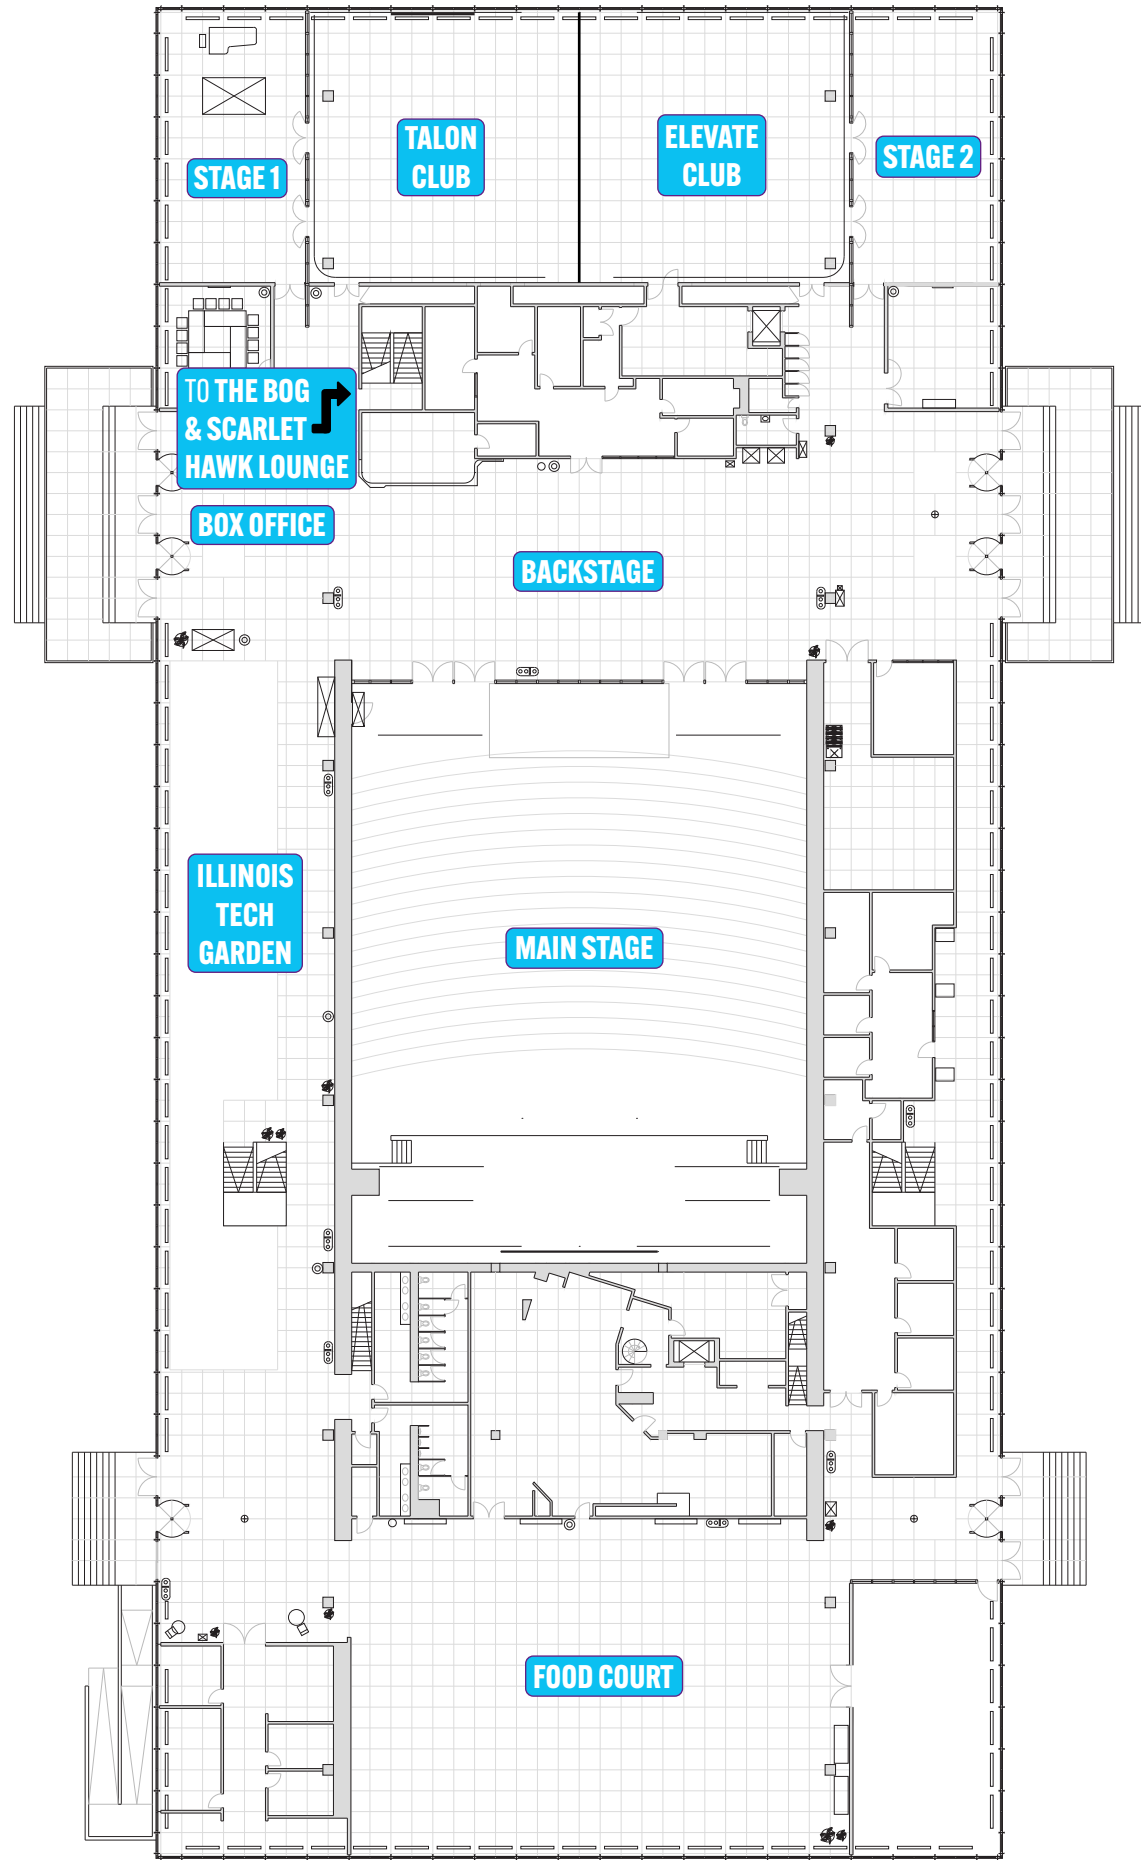 TALON
CLUB
ELEVATE
CLUB
STAGE 1
STAGE 2
TO THE BOG
& SCARLET
HAWK LOUNGE
BOX OFFICE
BACKSTAGE
ILLINOIS
TECH
GARDEN
MAIN STAGE
FOOD COURT